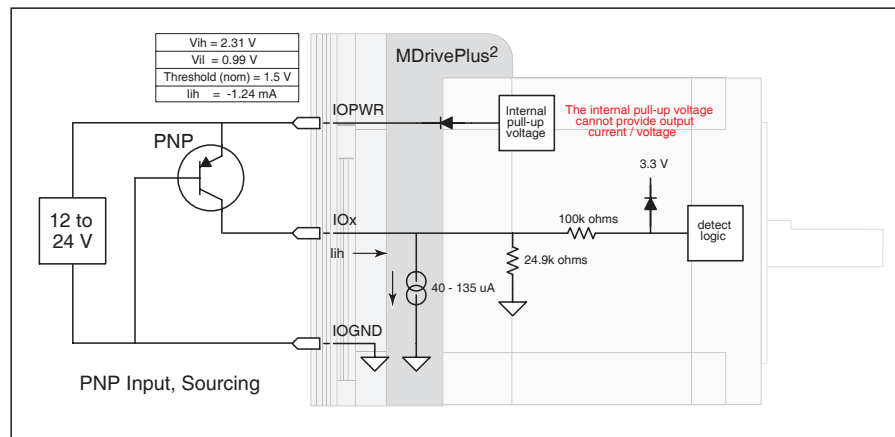 Vih = 2.31 V
Vil = 0.99 V
Threshold (nom) = 1.5 V
Iih = -1.24 mA
MDrivePlus²
IOPWR
Internal
pull-up
voltage
The internal pull-up voltage
cannot provide output
current / voltage
PNP
3.3 V
12 to
24 V
IOx
100k ohms
detect
logic
Iih
24.9k ohms
40 - 135 uA
IOGND
PNP Input, Sourcing